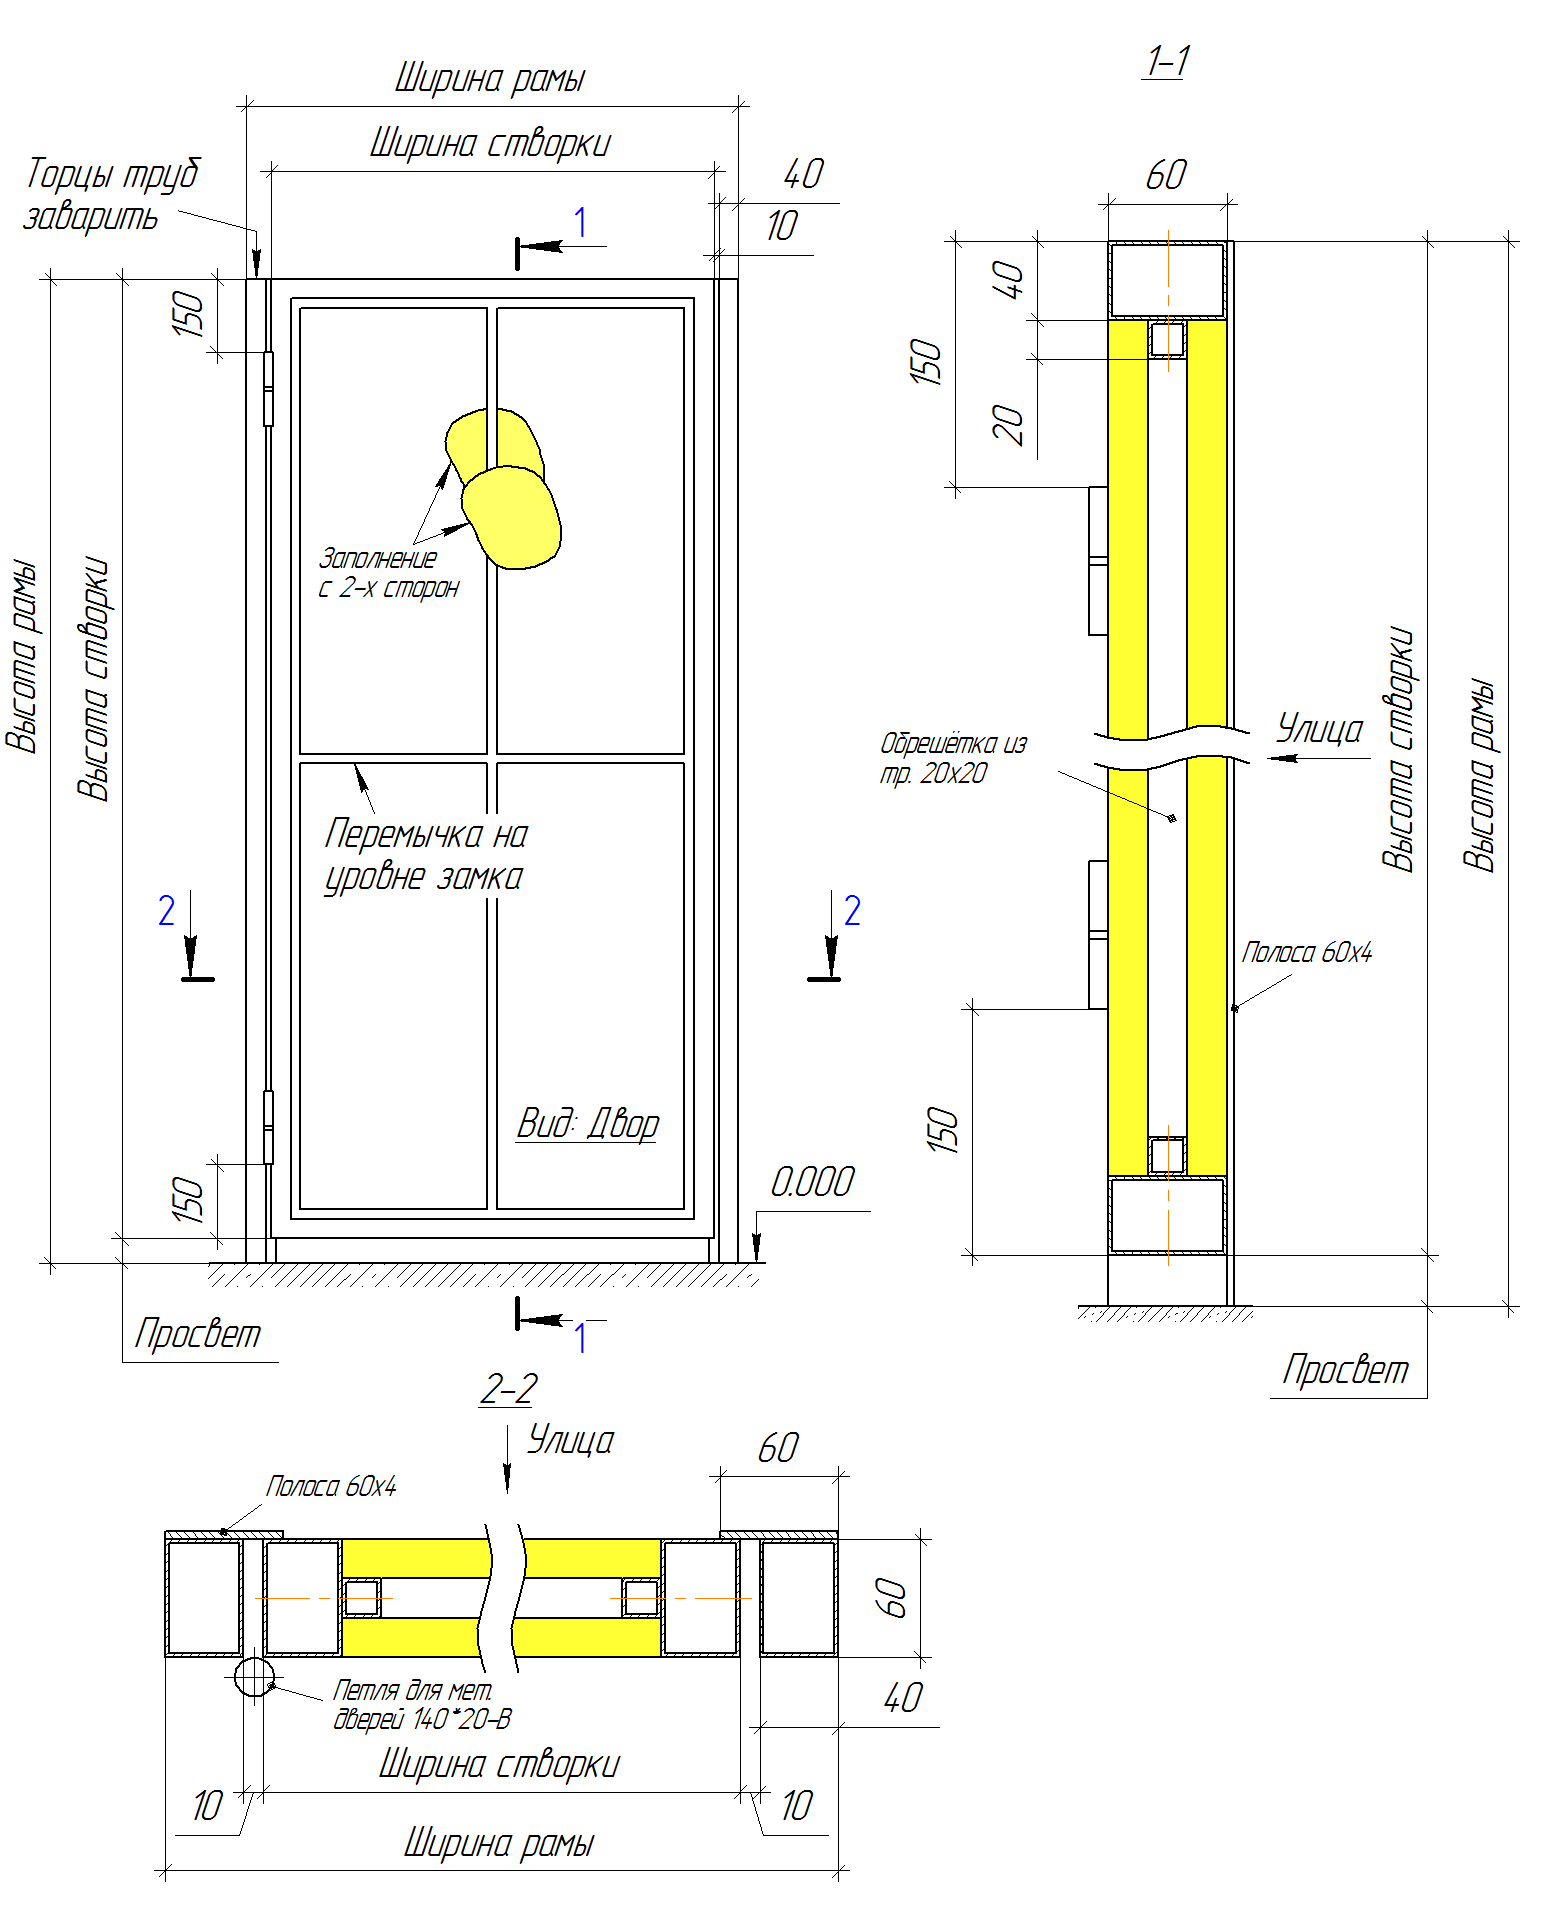 Ширина рамы
1-1
Ширина створки
Торцы труб
заварить
40
60
10
1
150
40
150
20
Заполнение
с 2-х сторон
Высота рамы
Высота створки
Улица
Обрешётка из
тр. 20х20
Высота створки
Высота рамы
Перемычка на
уровне замка
2
2
Полоса 60х4
Вид: Двор
150
0.000
150
Просвет
1
Просвет
2-2
Улица
60
Полоса 60х4
60
Петля для мет.
дверей 140*20-В
40
Ширина створки
10
10
Ширина рамы